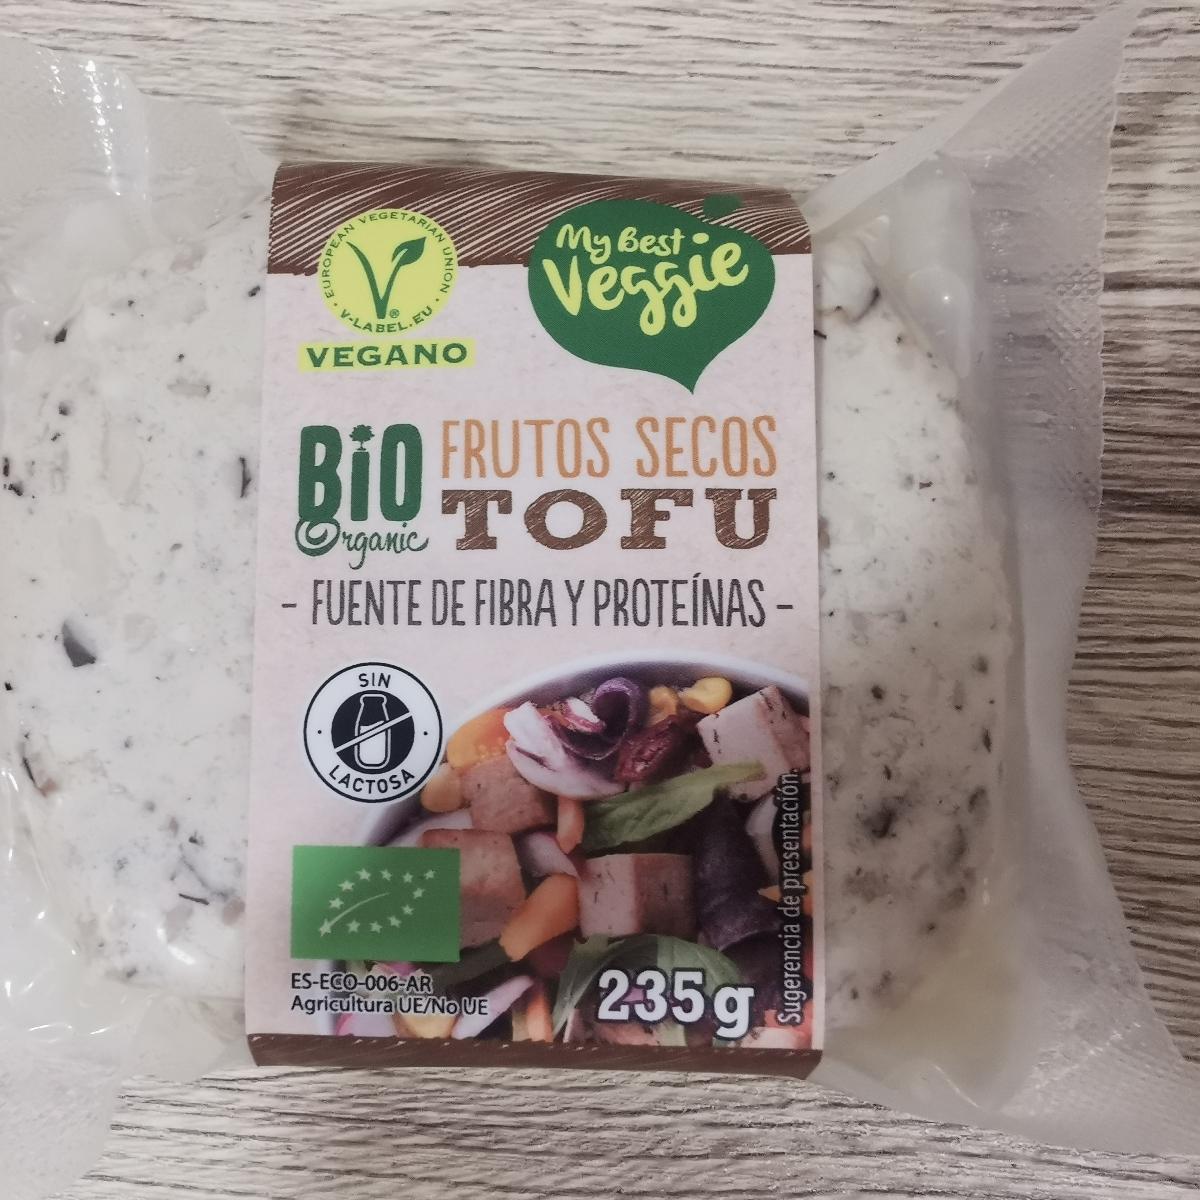 EUROPEAN VEGETARIAN UNION
V-LABEL.EU
VEGANO
My Best
Veggie
BiO
Organic
FRUTOS SECOS
TOFU
- FUENTE DE FIBRA Y PROTEÍNAS -
SIN
LACTOSA
ES-ECO-006-AR
Agricultura UE/No UE
235g
Sugerencia de presentación.